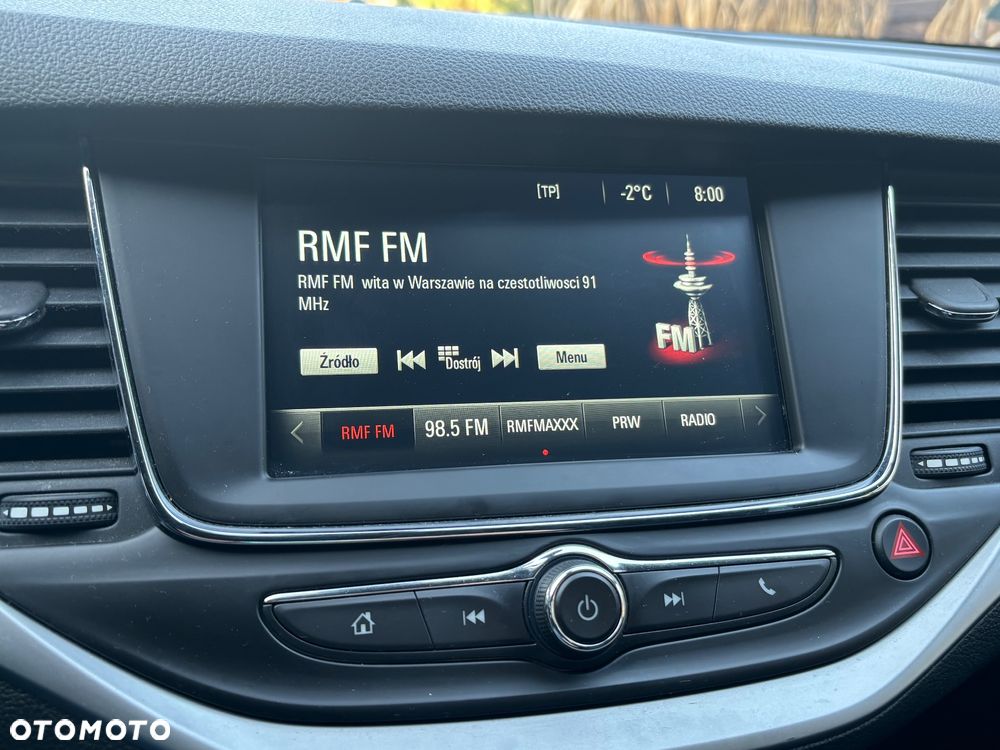 [TP] -2°C 8:00
RMF FM
RMF FM wita w Warszawie na czestotliwosci 91
MHz
FM
Źródło Dostrój Menu
RMF FM 98.5 FM RMFMAXXX PRW RADIO
OTOMOTO